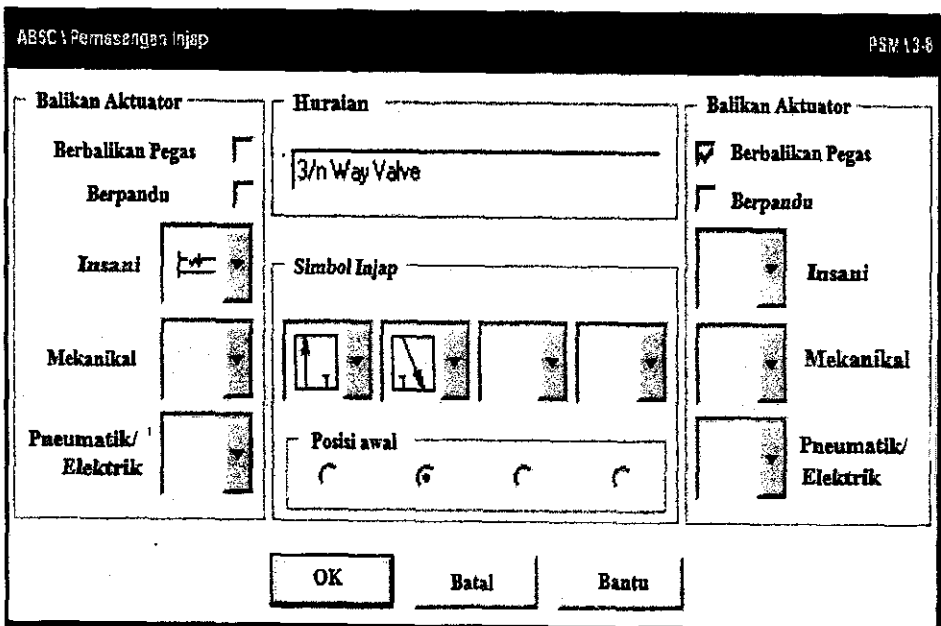 ABSC \ Pemasangan Injap
PSM \ 3-8
Balikan Aktuator
Berbalikan Pegas
Berpandu
Insani
Mekanikal
Pneumatik/
Elektrik
Huraian
3/n Way Valve
Simbol Injap
Posisi awal
Balikan Aktuator
Berbalikan Pegas
Berpandu
Insani
Mekanikal
Pneumatik/
Elektrik
OK
Batal
Bantu